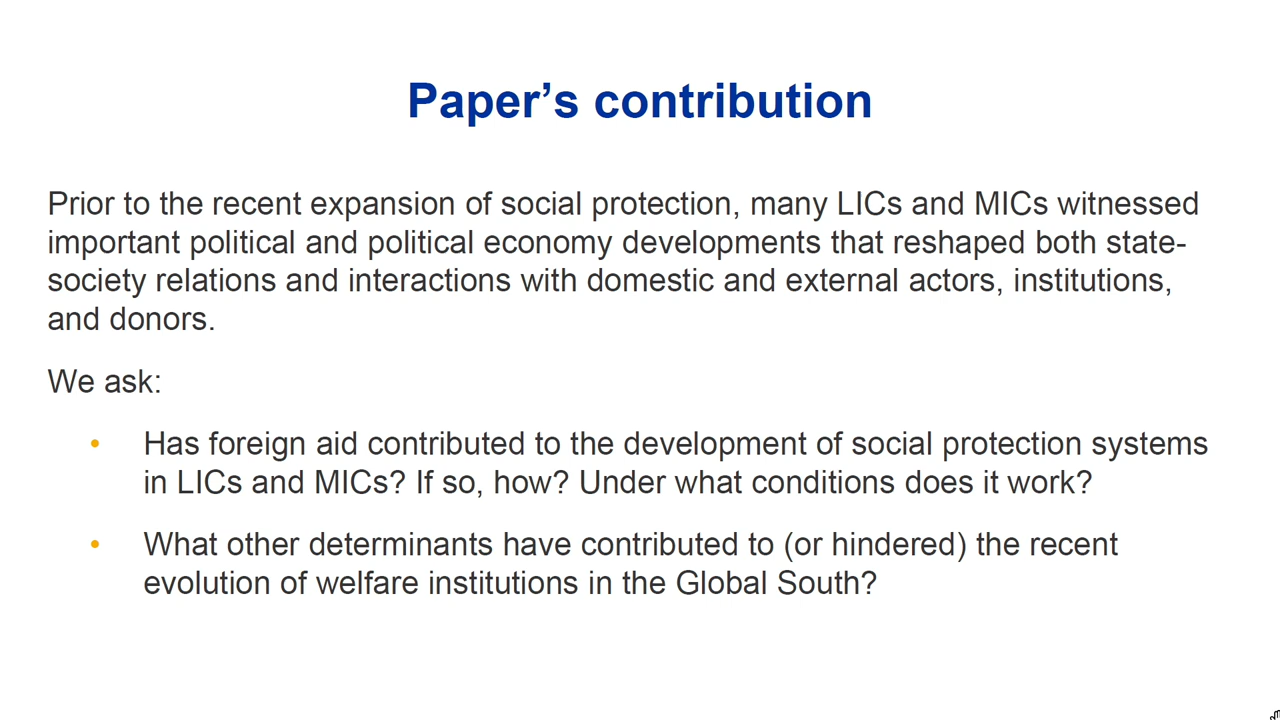 Paper’s contribution
Prior to the recent expansion of social protection, many LICs and MICs witnessed
important political and political economy developments that reshaped both state-
society relations and interactions with domestic and external actors, institutions,
and donors.
We ask:
• Has foreign aid contributed to the development of social protection systems
in LICs and MICs? If so, how? Under what conditions does it work?
• What other determinants have contributed to (or hindered) the recent
evolution of welfare institutions in the Global South?